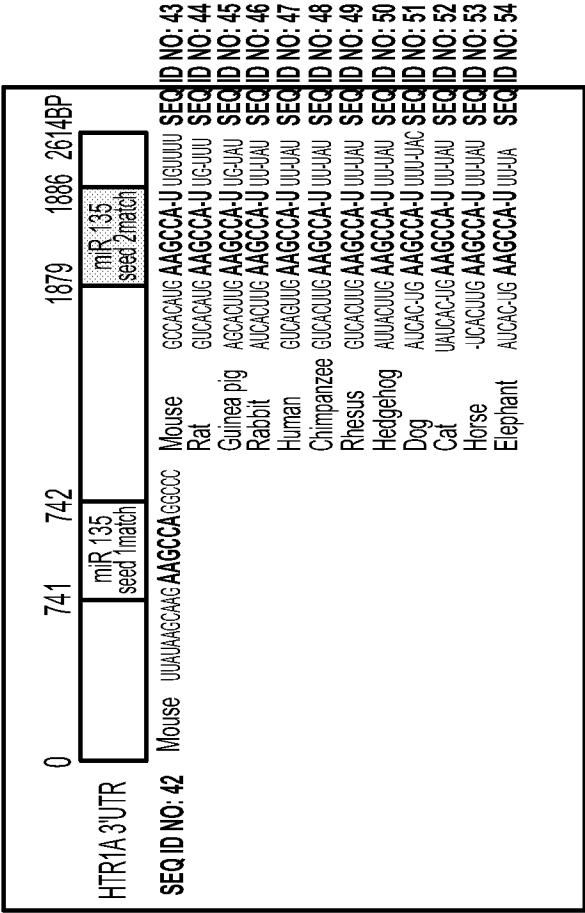 0 741 742 1879 1886 2614BP
HTR1A 3"UTR miR 135 seed 1match miR 135 seed 2match
SEQ ID NO: 42 Mouse UUAUAAGCAAG AAGCCA GGCCC Mouse GCCACAUG AAGCCA-U UGUUUU SEQ ID NO: 43
Rat GUCACAUG AAGCCA-U UG-UUU SEQ ID NO: 44
Guinea pig AGCACUUG AAGCCA-U UG-UAU SEQ ID NO: 45
Rabbit AUCACUUG AAGCCA-U UU-UAU SEQ ID NO: 46
Human GUCAGUUG AAGCCA-U UU-UAU SEQ ID NO: 47
Chimpanzee GUCACUUG AAGCCA-U UU-UAU SEQ ID NO: 48
Rhesus GUCACUUG AAGCCA-U UU-UAU SEQ ID NO: 49
Hedgehog AUUACUUG AAGCCA-U UU-UAU SEQ ID NO: 50
Dog AUCAC-UG AAGCCA-U UUU-UAC SEQ ID NO: 51
Cat UAUCAC-UG AAGCCA-U UU-UAU SEQ ID NO: 52
Horse -UCACUUG AAGCCA-U UU-UAU SEQ ID NO: 53
Elephant AUCAC-UG AAGCCA-U UU-UA SEQ ID NO: 54